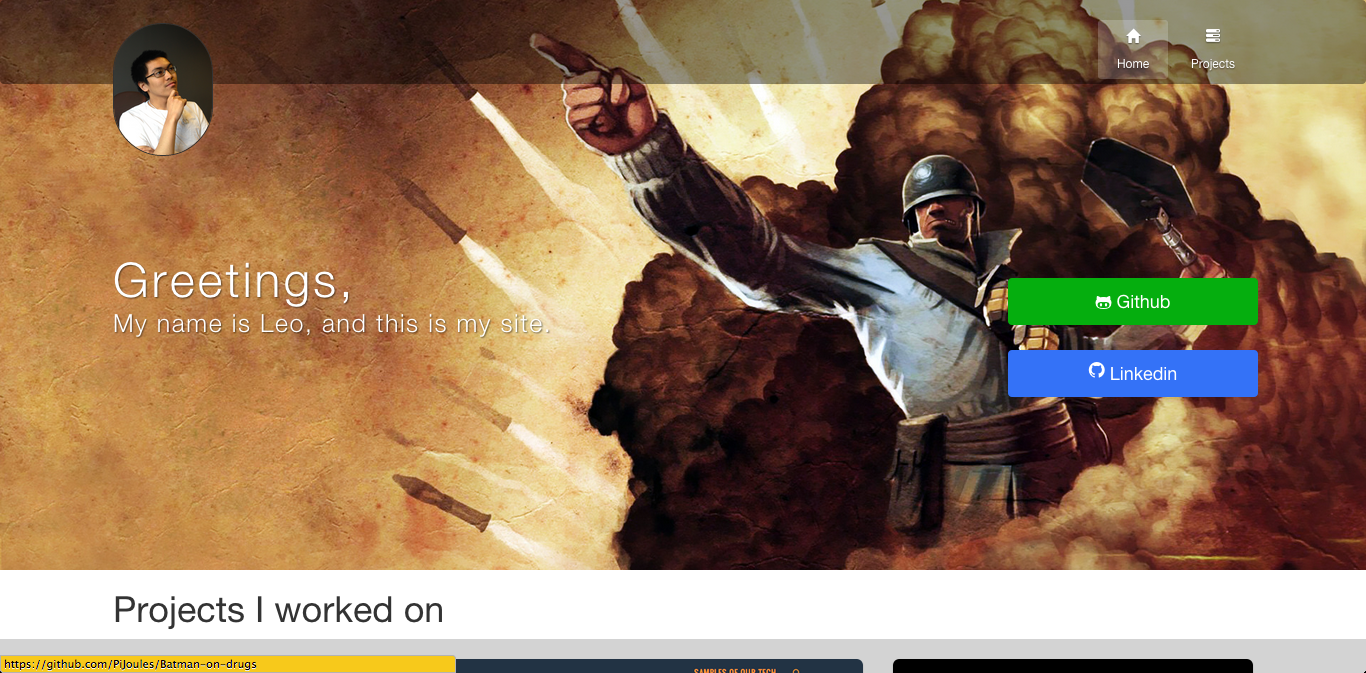 Home
Projects
Greetings,
My name is Leo, and this is my site.
Github
Linkedin
Projects I worked on
https://github.com/PiJoules/Batman-on-drugs
SAMPLES OF OUR TECH